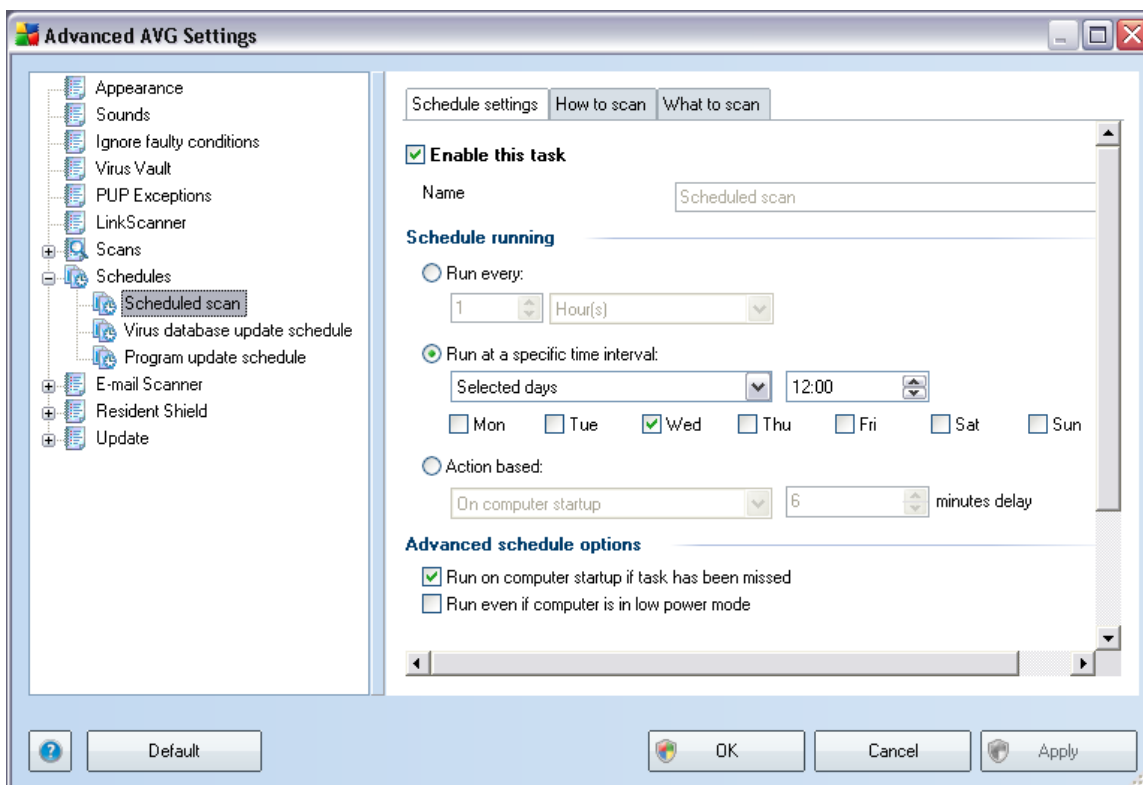 Advanced AVG Settings
Appearance
Sounds
Ignore faulty conditions
Virus Vault
PUP Exceptions
LinkScanner
Scans
Schedules
Scheduled scan
Virus database update schedule
Program update schedule
E-mail Scanner
Resident Shield
Update
Schedule settings How to scan What to scan
Enable this task
Name Scheduled scan
Schedule running
Run every:
1 Hour(s)
Run at a specific time interval:
Selected days 12:00
Mon Tue Wed Thu Fri Sat Sun
Action based:
On computer startup 6 minutes delay
Advanced schedule options
Run on computer startup if task has been missed
Run even if computer is in low power mode
? Default OK Cancel Apply